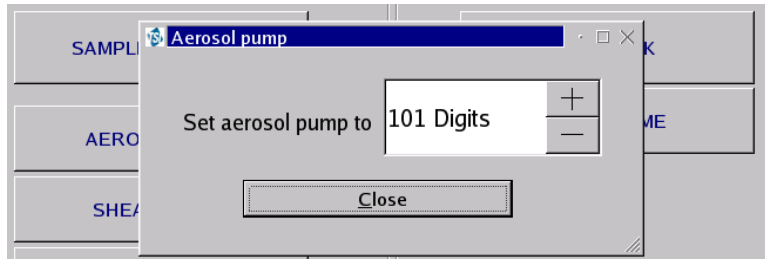 Aerosol pump
SAMPL
K
Set aerosol pump to
101 Digits
AERO
ME
Close
SHEA